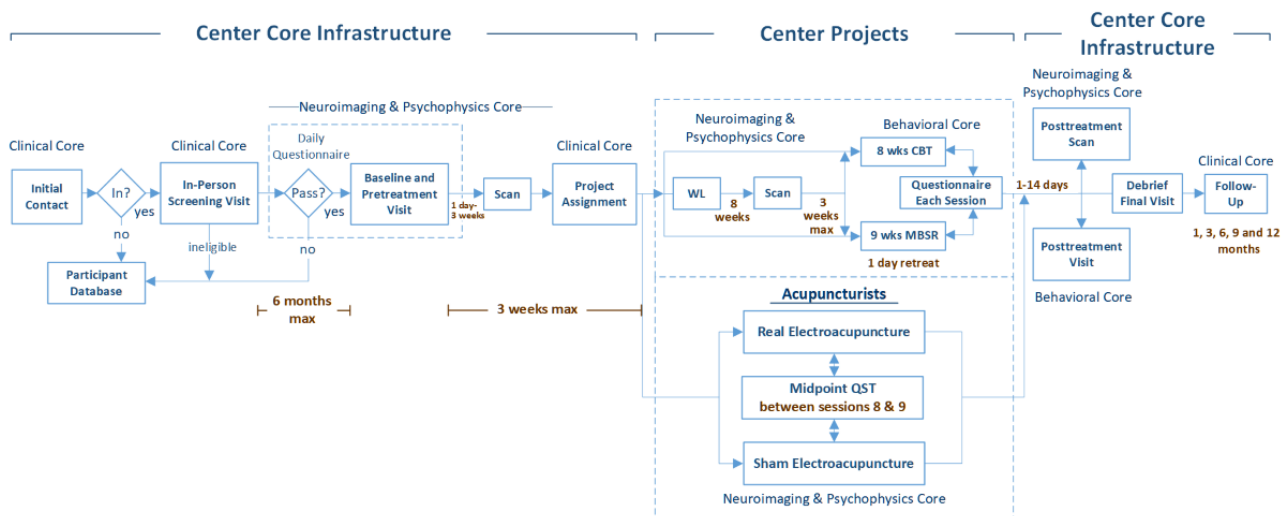 Center Core Infrastructure
Center Projects
Center Core
Infrastructure
Neuroimaging & Psychophysics Core
Clinical Core
Clinical Core
Daily
Questionnaire
Clinical Core
Initial
Contact
In?
yes
no
In-Person
Screening Visit
ineligible
Pass?
yes
no
Baseline and
Pretreatment
Visit
1 day-
3 weeks
Scan
Project
Assignment
Participant
Database
6 months
max
3 weeks max
Neuroimaging &
Psychophysics Core
Behavioral Core
WL
8 weeks
Scan
3
weeks
max
8 wks CBT
Questionnaire
Each Session
9 wks MBSR
1 day retreat
Acupuncturists
Real Electroacupuncture
Midpoint QST
between sessions 8 & 9
Sham Electroacupuncture
Neuroimaging & Psychophysics Core
Neuroimaging &
Psychophysics Core
Posttreatment
Scan
1-14 days
Posttreatment
Visit
Behavioral Core
Debrief
Final Visit
Clinical Core
Follow-
Up
1, 3, 6, 9 and 12
months